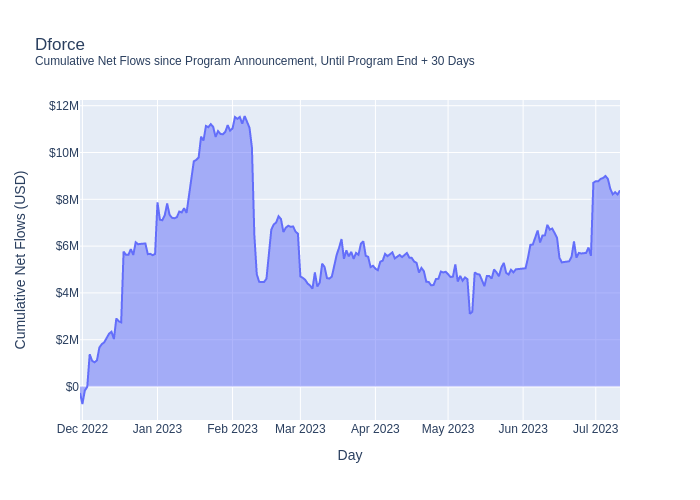 Dforce
Cumulative Net Flows since Program Announcement, Until Program End + 30 Days
Cumulative Net Flows (USD)
$12M
$10M
$8M
$6M
$4M
$2M
$0
Dec 2022 Jan 2023 Feb 2023 Mar 2023 Apr 2023 May 2023 Jun 2023 Jul 2023
Day